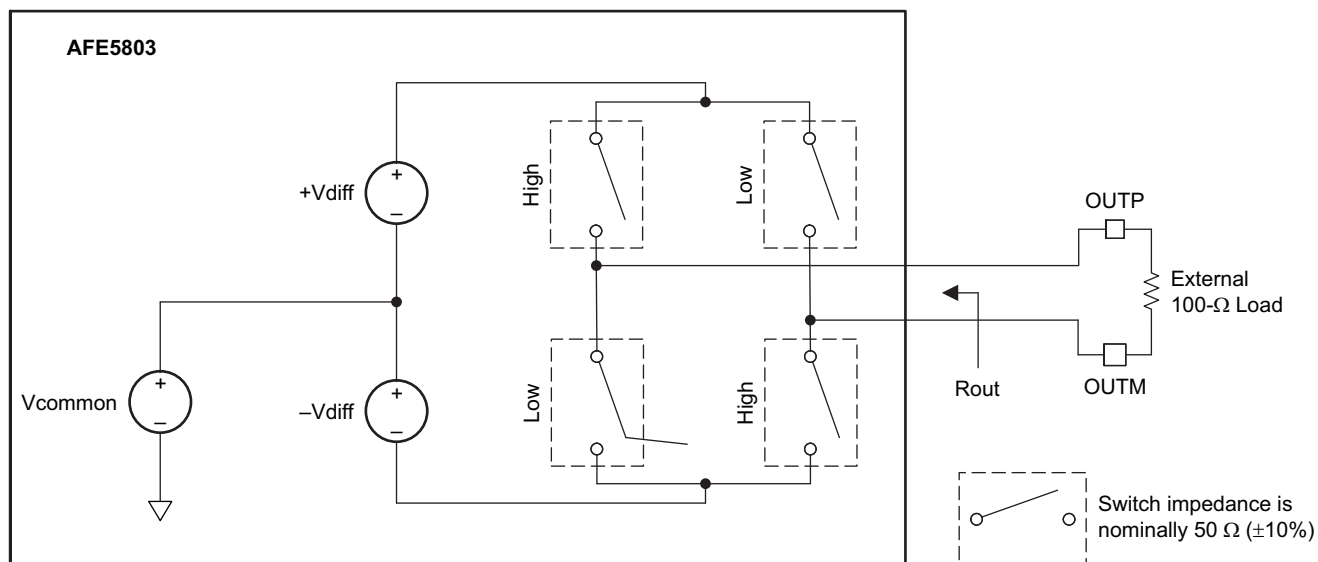 AFE5803
+Vdiff
High
Low
OUTP
External
100-Ω Load
Vcommon
–Vdiff
Low
High
Rout
OUTM
Switch impedance is
nominally 50 Ω (±10%)
+
–
+
–
+
–